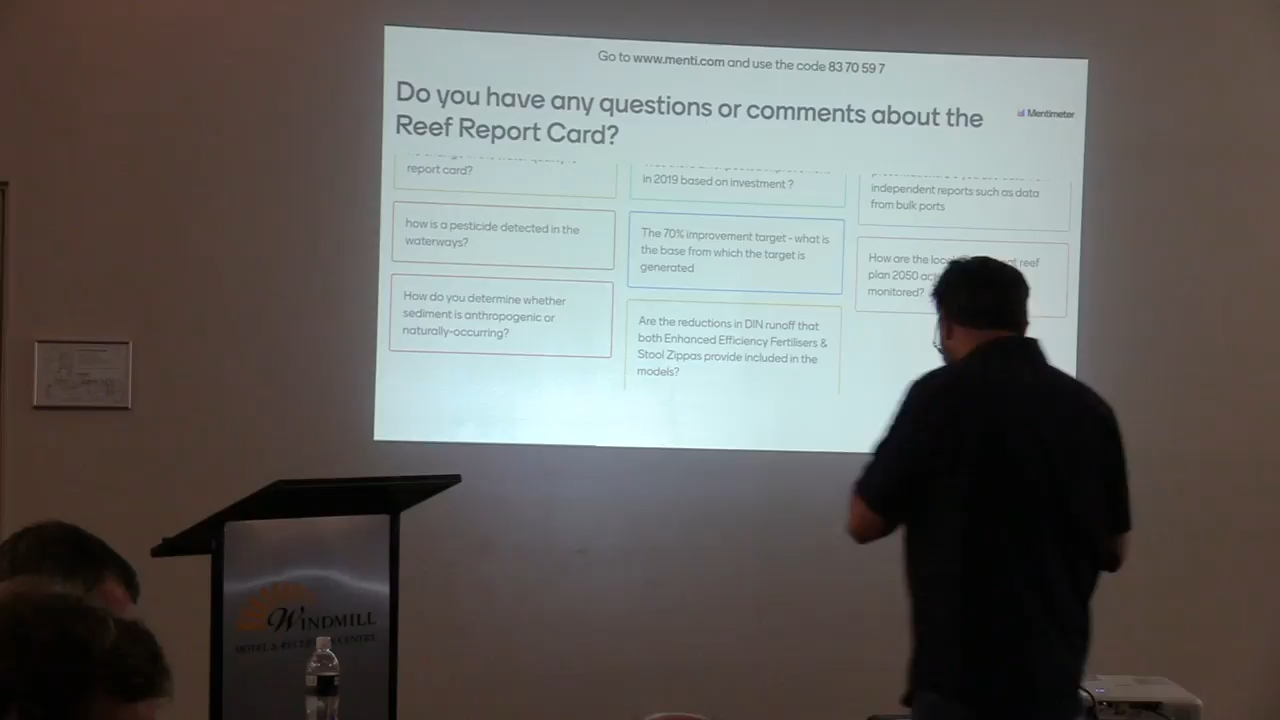 Go to www.menti.com and use the code 83 70 59 7
Do you have any questions or comments about the
Reef Report Card?
Mentimeter
report card?
how is a pesticide detected in the
waterways?
How do you determine whether
sediment is anthropogenic or
naturally-occurring?
in 2019 based on investment ?
The 70% improvement target - what is
the base from which the target is
generated
Are the reductions in DIN runoff that
both Enhanced Efficiency Fertilisers &
Stool Zippas provide included in the
models?
independent reports such as data
from bulk ports
How are the reef
plan 2050
monitored?
WINDMILL
HOTEL &